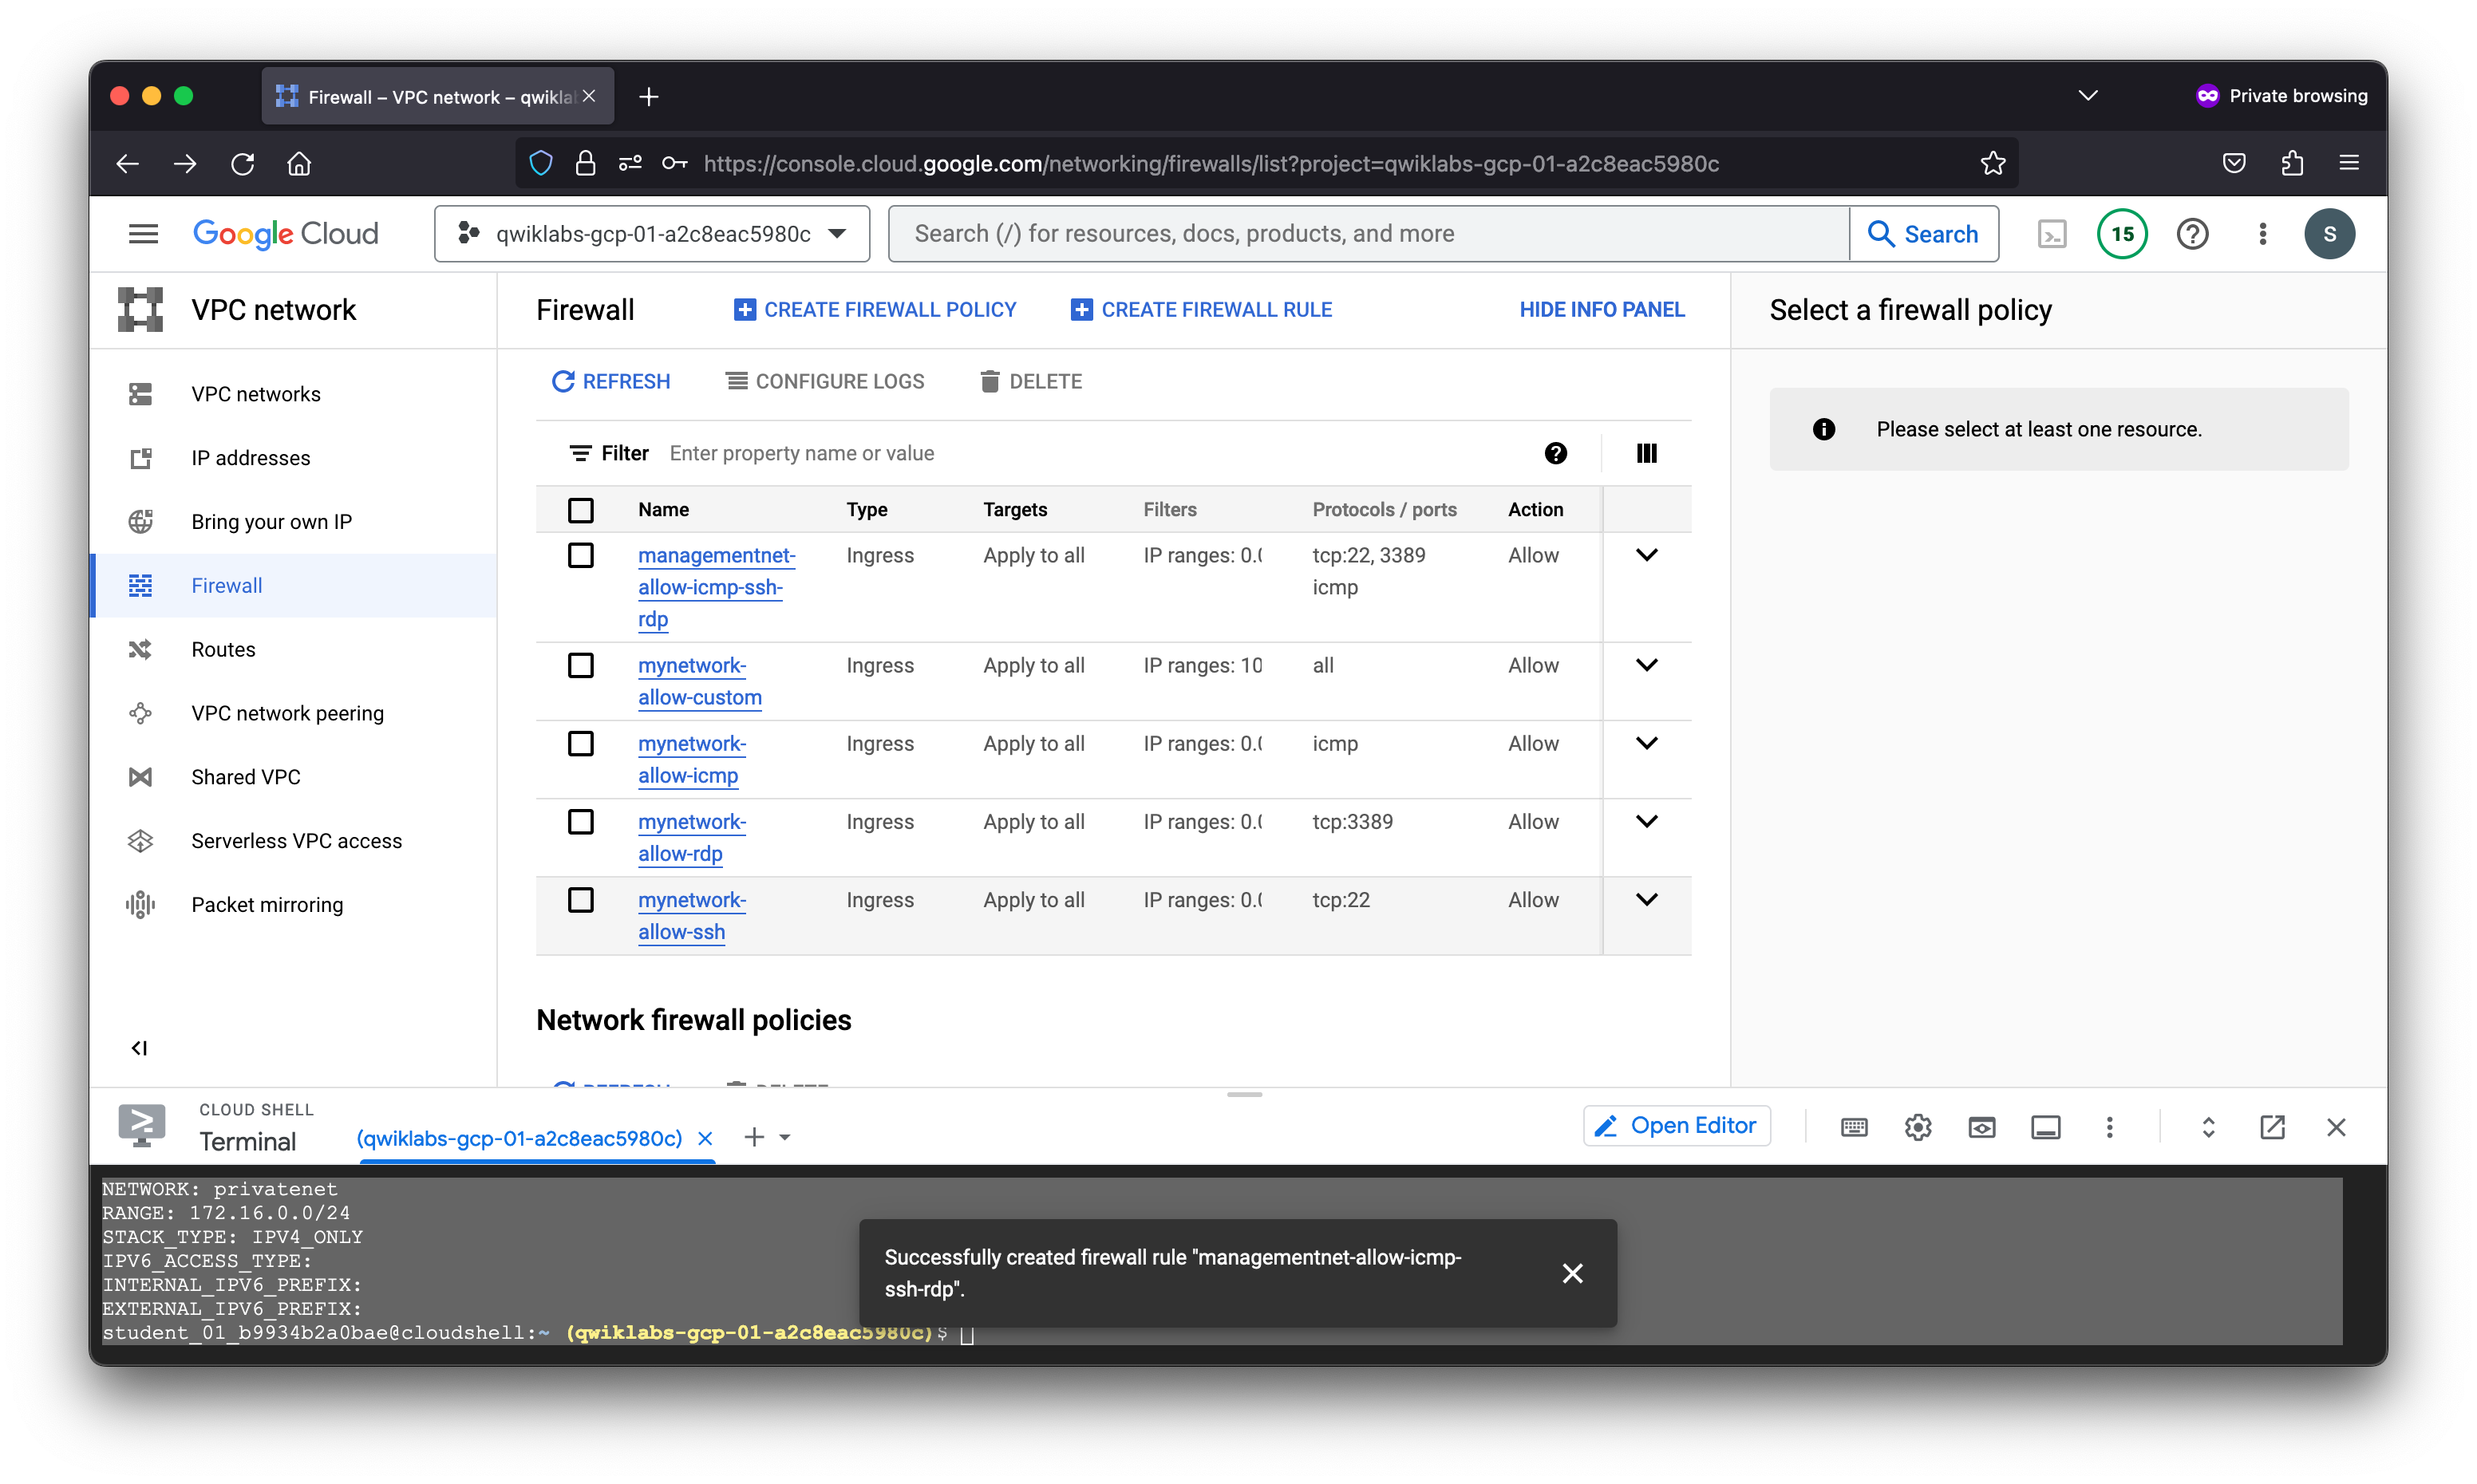 Firewall – VPC network – qwikla
Private browsing
https://console.cloud.google.com/networking/firewalls/list?project=qwiklabs-gcp-01-a2c8eac5980c
Google Cloud
qwiklabs-gcp-01-a2c8eac5980c
Search (/) for resources, docs, products, and more
Search
15
S
VPC network
Firewall
CREATE FIREWALL POLICY
CREATE FIREWALL RULE
HIDE INFO PANEL
Select a firewall policy
VPC networks
IP addresses
Bring your own IP
Firewall
Routes
VPC network peering
Shared VPC
Serverless VPC access
Packet mirroring
REFRESH
CONFIGURE LOGS
DELETE
Filter Enter property name or value
Name Type Targets Filters Protocols / ports Action
managementnet- Ingress Apply to all IP ranges: 0.0 tcp:22, 3389 Allow
allow-icmp-ssh- icmp
rdp
mynetwork- Ingress Apply to all IP ranges: 10 all Allow
allow-custom
mynetwork- Ingress Apply to all IP ranges: 0.0 icmp Allow
allow-icmp
mynetwork- Ingress Apply to all IP ranges: 0.0 tcp:3389 Allow
allow-rdp
mynetwork- Ingress Apply to all IP ranges: 0.0 tcp:22 Allow
allow-ssh
Please select at least one resource.
Network firewall policies
REFRESH DELETE
CLOUD SHELL
Terminal
(qwiklabs-gcp-01-a2c8eac5980c)
Open Editor
NETWORK: privatenet
RANGE: 172.16.0.0/24
STACK_TYPE: IPV4_ONLY
IPV6_ACCESS_TYPE:
INTERNAL_IPV6_PREFIX:
EXTERNAL_IPV6_PREFIX:
student_01_b9934b2a0bae@cloudshell:~ (qwiklabs-gcp-01-a2c8eac5980c)$
Successfully created firewall rule "managementnet-allow-icmp-
ssh-rdp".